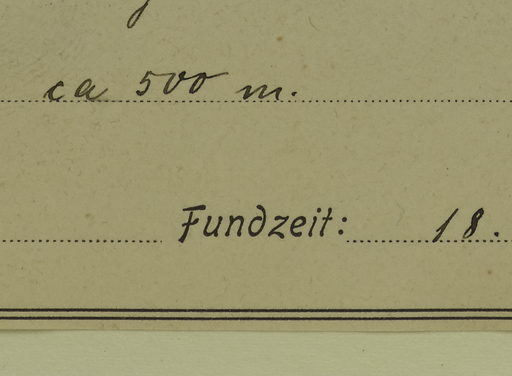 ca 500 m.
Fundzeit: 18.